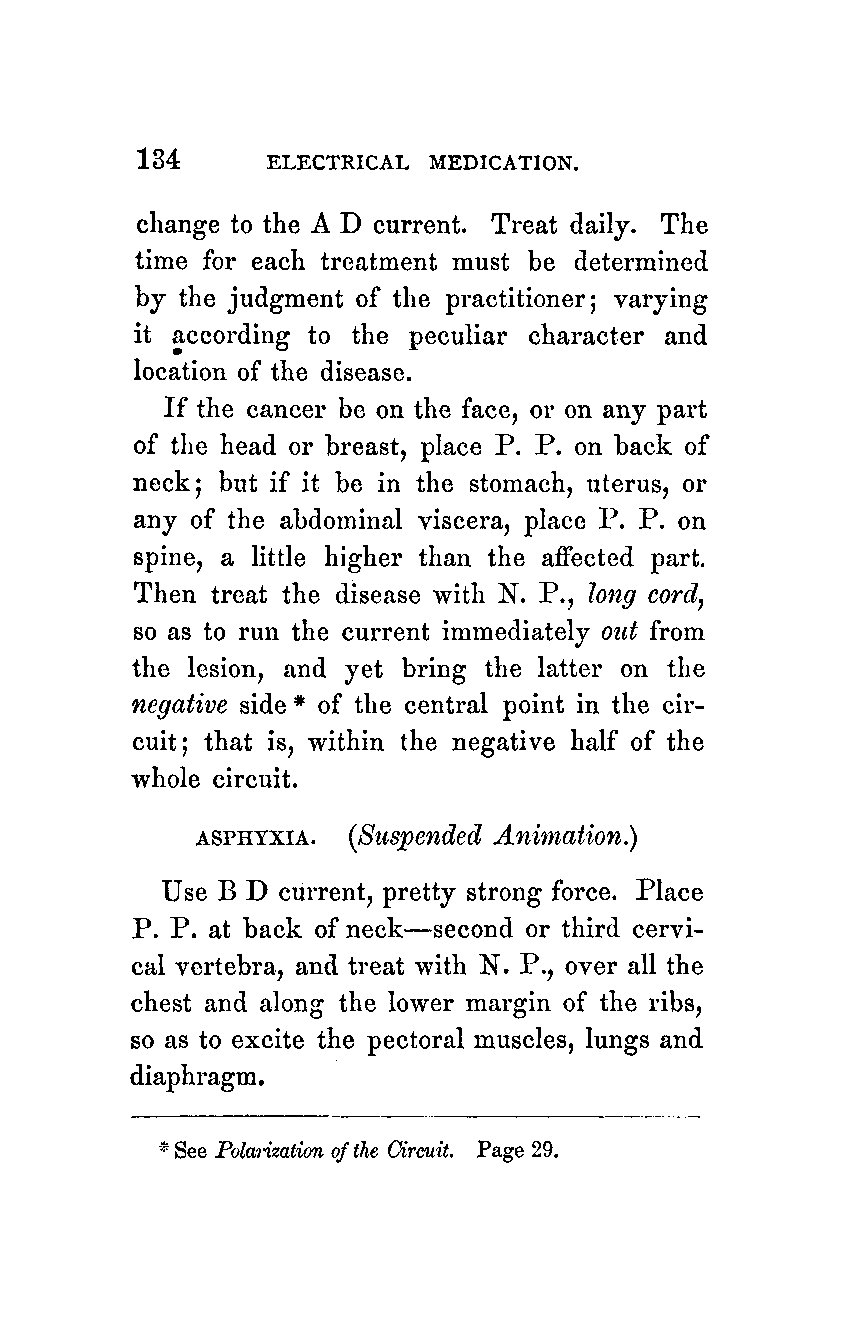 134 ELECTRICAL MEDICATION.
change to the A D current. Treat daily. The
time for each treatment must be determined
by the judgment of the practitioner; varying
it according to the peculiar character and
location of the disease.
If the cancer be on the face, or on any part
of the head or breast, place P. P. on back of
neck; but if it be in the stomach, uterus, or
any of the abdominal viscera, place P. P. on
spine, a little higher than the affected part.
Then treat the disease with N. P., long cord,
so as to run the current immediately out from
the lesion, and yet bring the latter on the
negative side * of the central point in the cir-
cuit; that is, within the negative half of the
whole circuit.
ASPHYXIA. (Suspended Animation.)
Use B D current, pretty strong force. Place
P. P. at back of neck—second or third cervi-
cal vertebra, and treat with N. P., over all the
chest and along the lower margin of the ribs,
so as to excite the pectoral muscles, lungs and
diaphragm.
* See Polarization of the Circuit. Page 29.